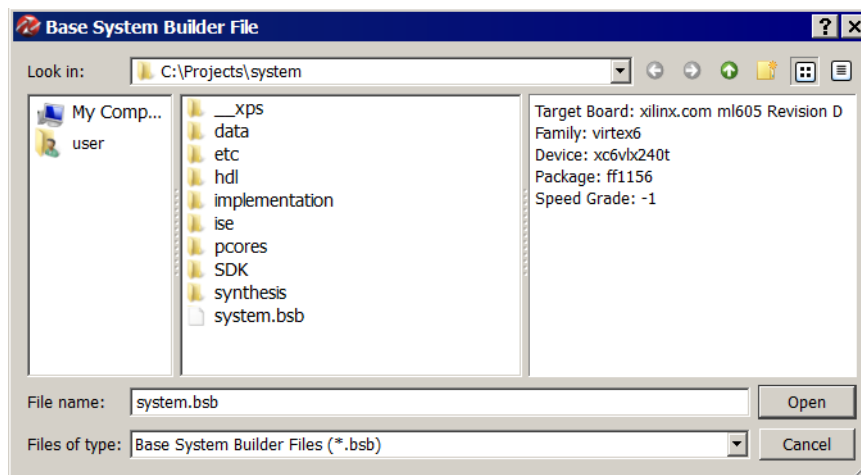 Base System Builder File
Look in: C:\Projects\system
My Comp...
user
__xps
data
etc
hdl
implementation
ise
pcores
SDK
synthesis
system.bsb
Target Board: xilinx.com ml605 Revision D
Family: virtex6
Device: xc6vlx240t
Package: ff1156
Speed Grade: -1
File name: system.bsb Open
Files of type: Base System Builder Files (*.bsb) Cancel